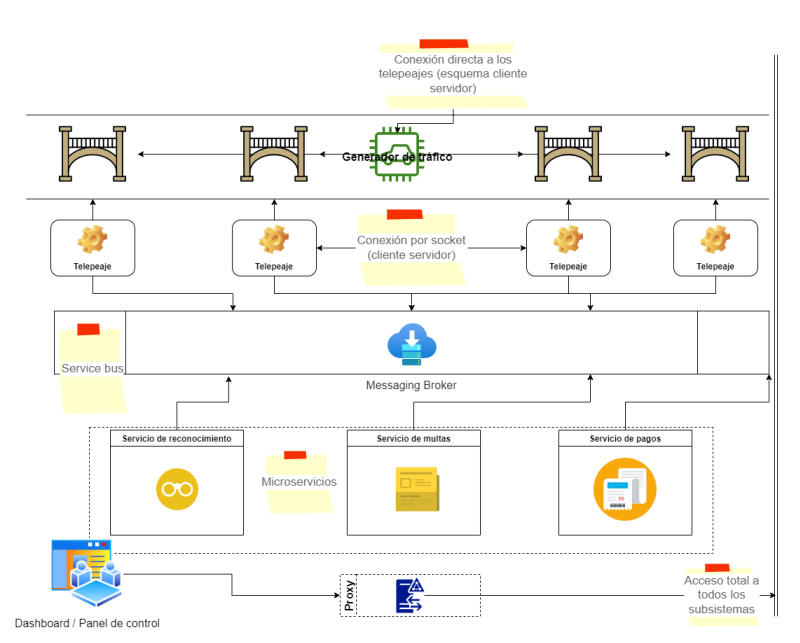 Conexión directa a los
telepeajes (esquema cliente
servidor)
Generador de tráfico
Telepeaje
Telepeaje
Conexión por socket
(cliente servidor)
Telepeaje
Telepeaje
Service bus
Messaging Broker
Servicio de reconocimiento
Servicio de multas
Servicio de pagos
Microservicios
Proxy
Acceso total a
todos los
subsistemas
Dashboard / Panel de control